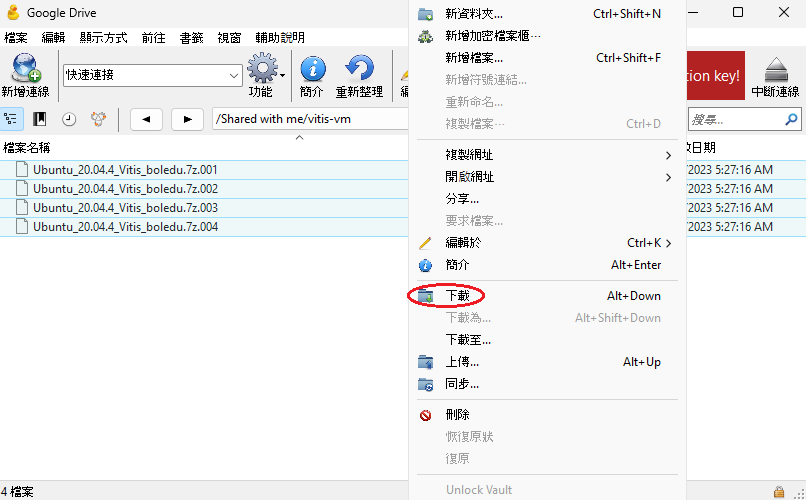 Google Drive
檔案 編輯 顯示方式 前往 書籤 視窗 輔助說明
新增連線 快速連接 功能 簡介 重新整理 編
tion key! 中斷連線
/Shared with me/vitis-vm
搜尋...
檔案名稱 改日期
Ubuntu_20.04.4_Vitis_boledu.7z.001 /2023 5:27:16 AM
Ubuntu_20.04.4_Vitis_boledu.7z.002 /2023 5:27:16 AM
Ubuntu_20.04.4_Vitis_boledu.7z.003 /2023 5:27:16 AM
Ubuntu_20.04.4_Vitis_boledu.7z.004 /2023 5:27:16 AM
新資料夾... Ctrl+Shift+N
新增加密檔案櫃...
新增檔案... Ctrl+Shift+F
新增符號連結...
重新命名...
複製檔案... Ctrl+D
複製網址
開啟網址
分享...
要求檔案...
編輯於 Ctrl+K
簡介 Alt+Enter
下載 Alt+Down
下載為... Alt+Shift+Down
下載至...
上傳... Alt+Up
同步...
刪除
恢復原狀
復原
Unlock Vault
4 檔案